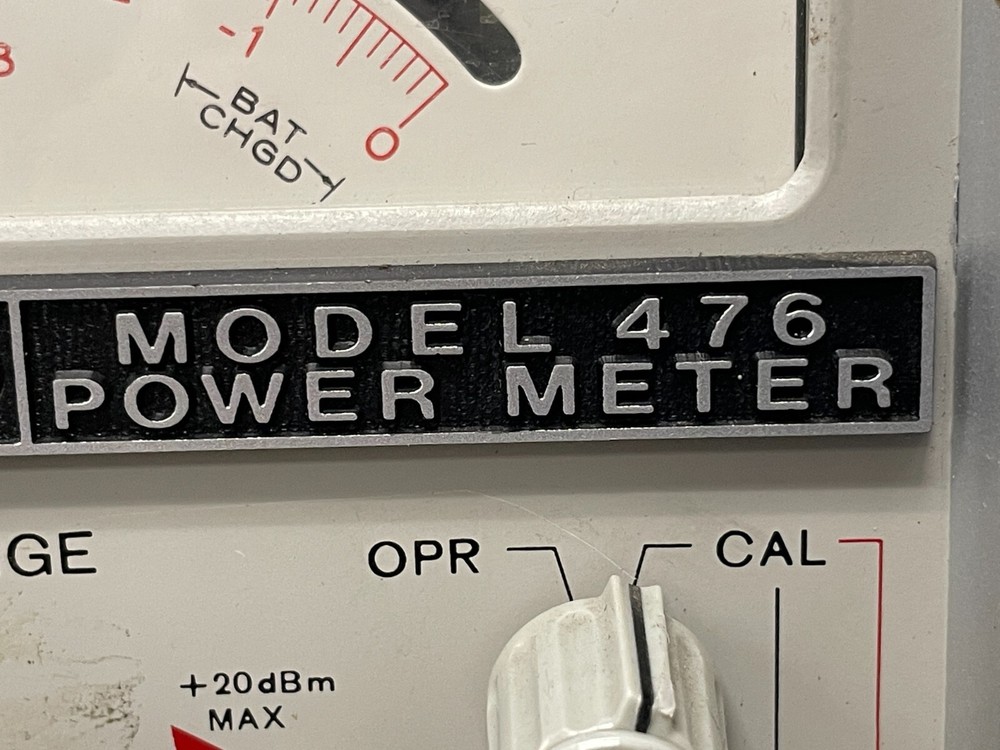 -1
BAT
CHGD
0
MODEL 476
POWER METER
GE
OPR
CAL
+20dBm
MAX